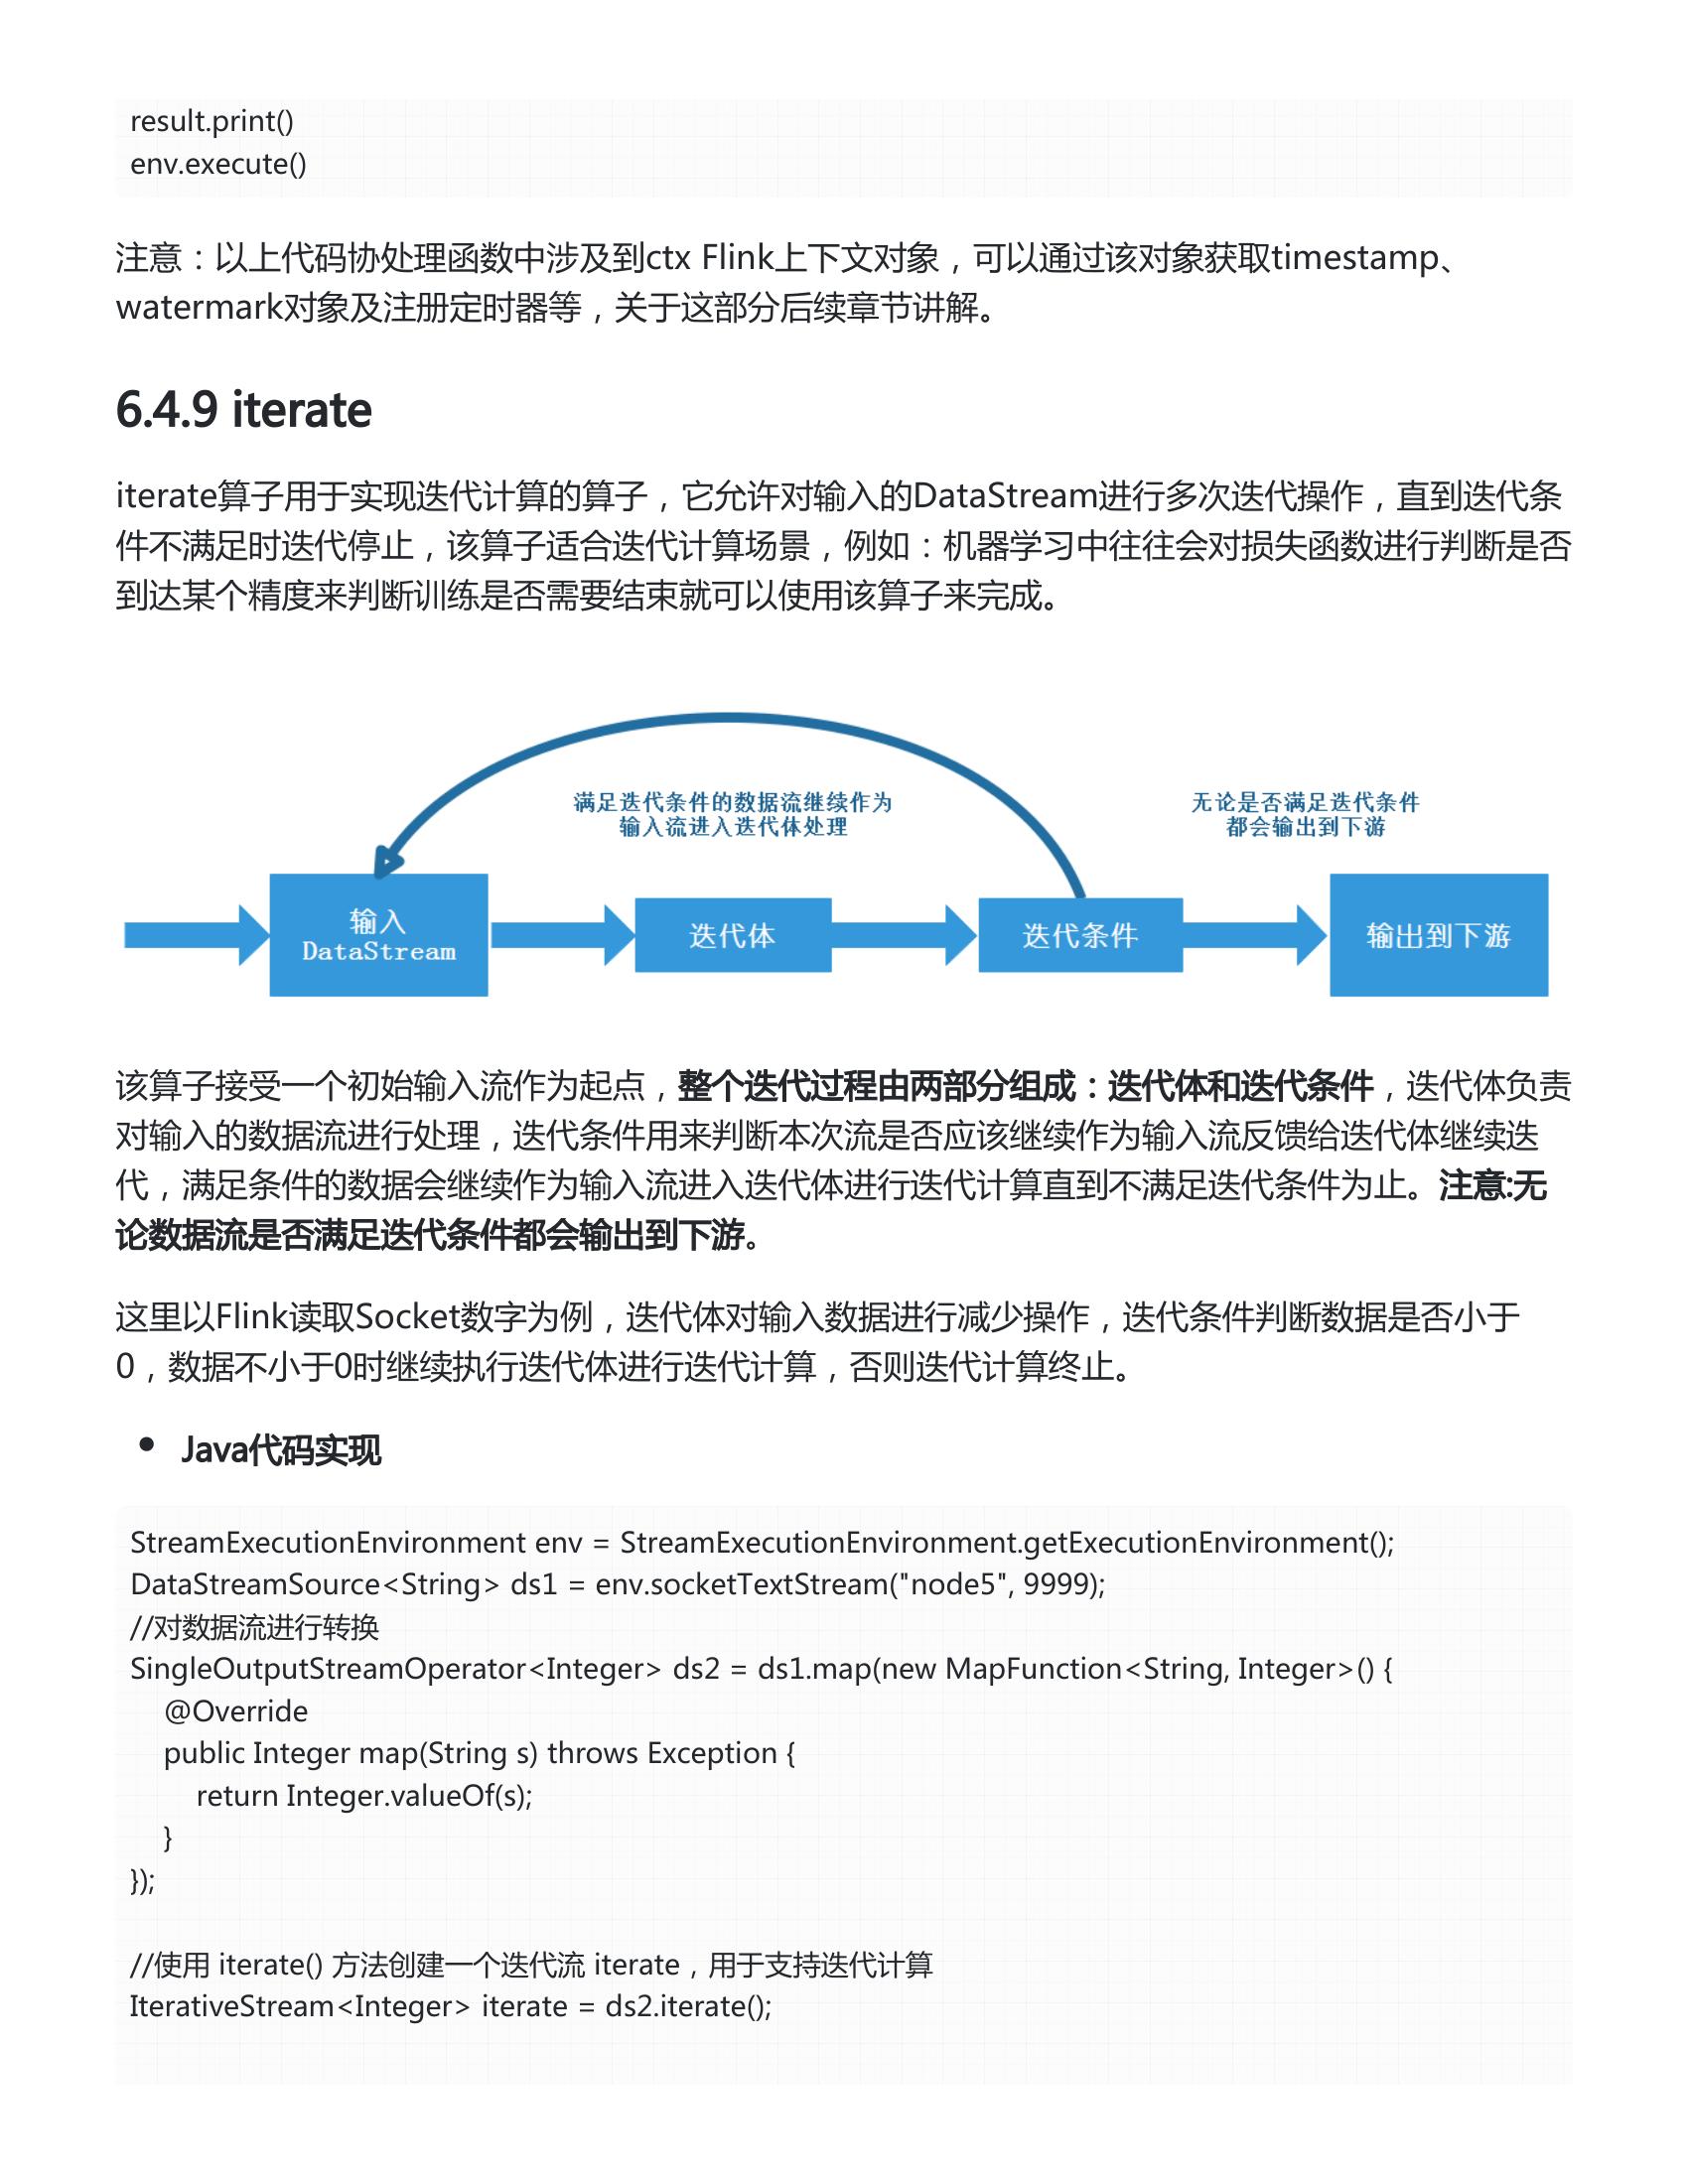 result.print()
env.execute()
注意：以上代码协处理函数中涉及到ctx Flink上下文对象，可以通过该对象获取timestamp、
watermark对象及注册定时器等，关于这部分后续章节讲解。
6.4.9 iterate
iterate算子用于实现迭代计算的算子，它允许对输入的DataStream进行多次迭代操作，直到迭代条
件不满足时迭代停止，该算子适合迭代计算场景，例如：机器学习中往往会对损失函数进行判断是否
到达某个精度来判断训练是否需要结束就可以使用该算子来完成。
满足迭代条件的数据流继续作为
输入流进入迭代体处理
无论是否满足迭代条件
都会输出到下游
输入
DataStream
迭代体
迭代条件
输出到下游
该算子接受一个初始输入流作为起点，整个迭代过程由两部分组成：迭代体和迭代条件，迭代体负责
对输入的数据流进行处理，迭代条件用来判断本次流是否应该继续作为输入流反馈给迭代体继续迭
代，满足条件的数据会继续作为输入流进入迭代体进行迭代计算直到不满足迭代条件为止。注意:无
论数据流是否满足迭代条件都会输出到下游。
这里以Flink读取Socket数字为例，迭代体对输入数据进行减少操作，迭代条件判断数据是否小于
0，数据不小于0时继续执行迭代体进行迭代计算，否则迭代计算终止。
• Java代码实现
StreamExecutionEnvironment env = StreamExecutionEnvironment.getExecutionEnvironment();
DataStreamSource<String> ds1 = env.socketTextStream("node5", 9999);
//对数据流进行转换
SingleOutputStreamOperator<Integer> ds2 = ds1.map(new MapFunction<String, Integer>() {
    @Override
    public Integer map(String s) throws Exception {
        return Integer.valueOf(s);
    }
});
//使用 iterate() 方法创建一个迭代流 iterate，用于支持迭代计算
IterativeStream<Integer> iterate = ds2.iterate();